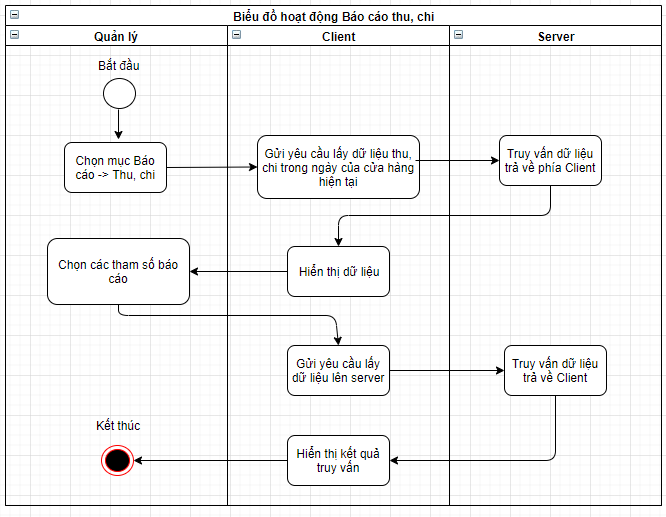 Biểu đồ hoạt động Báo cáo thu, chi
Quản lý
Client
Server
Bắt đầu
Chọn mục Báo
cáo -> Thu, chi
Gửi yêu cầu lấy dữ liệu thu,
chi trong ngày của cửa hàng
hiện tại
Truy vấn dữ liệu
trả về phía Client
Hiển thị dữ liệu
Chọn các tham số báo
cáo
Gửi yêu cầu lấy
dữ liệu lên server
Truy vấn dữ liệu
trả về Client
Hiển thị kết quả
truy vấn
Kết thúc